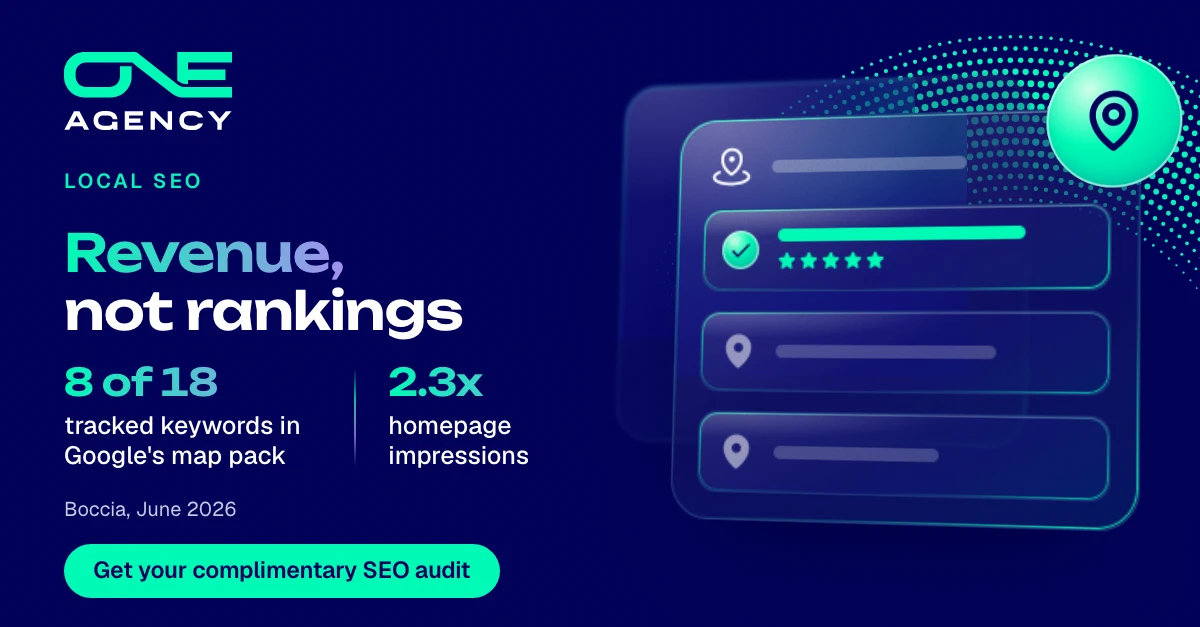 ONE
AGENCY
LOCAL SEO
Revenue,
not rankings
8 of 18
tracked keywords in
Google's map pack
2.3x
homepage
impressions
Boccia, June 2026
Get your complimentary SEO audit